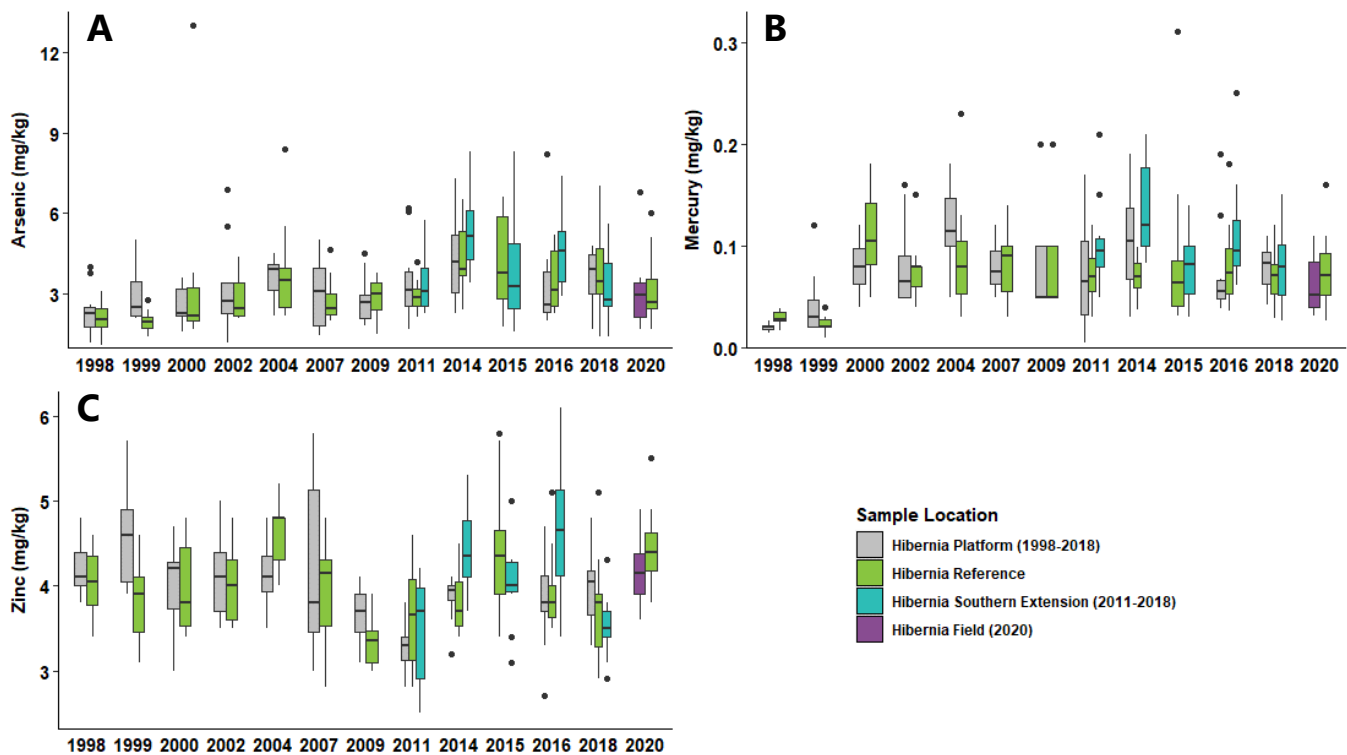 A
Arsenic (mg/kg)
12
9
6
3
1998 1999 2000 2002 2004 2007 2009 2011 2014 2015 2016 2018 2020
B
Mercury (mg/kg)
0.3
0.2
0.1
0.0
1998 1999 2000 2002 2004 2007 2009 2011 2014 2015 2016 2018 2020
C
Zinc (mg/kg)
6
5
4
3
1998 1999 2000 2002 2004 2007 2009 2011 2014 2015 2016 2018 2020
Sample Location
Hibernia Platform (1998-2018)
Hibernia Reference
Hibernia Southern Extension (2011-2018)
Hibernia Field (2020)